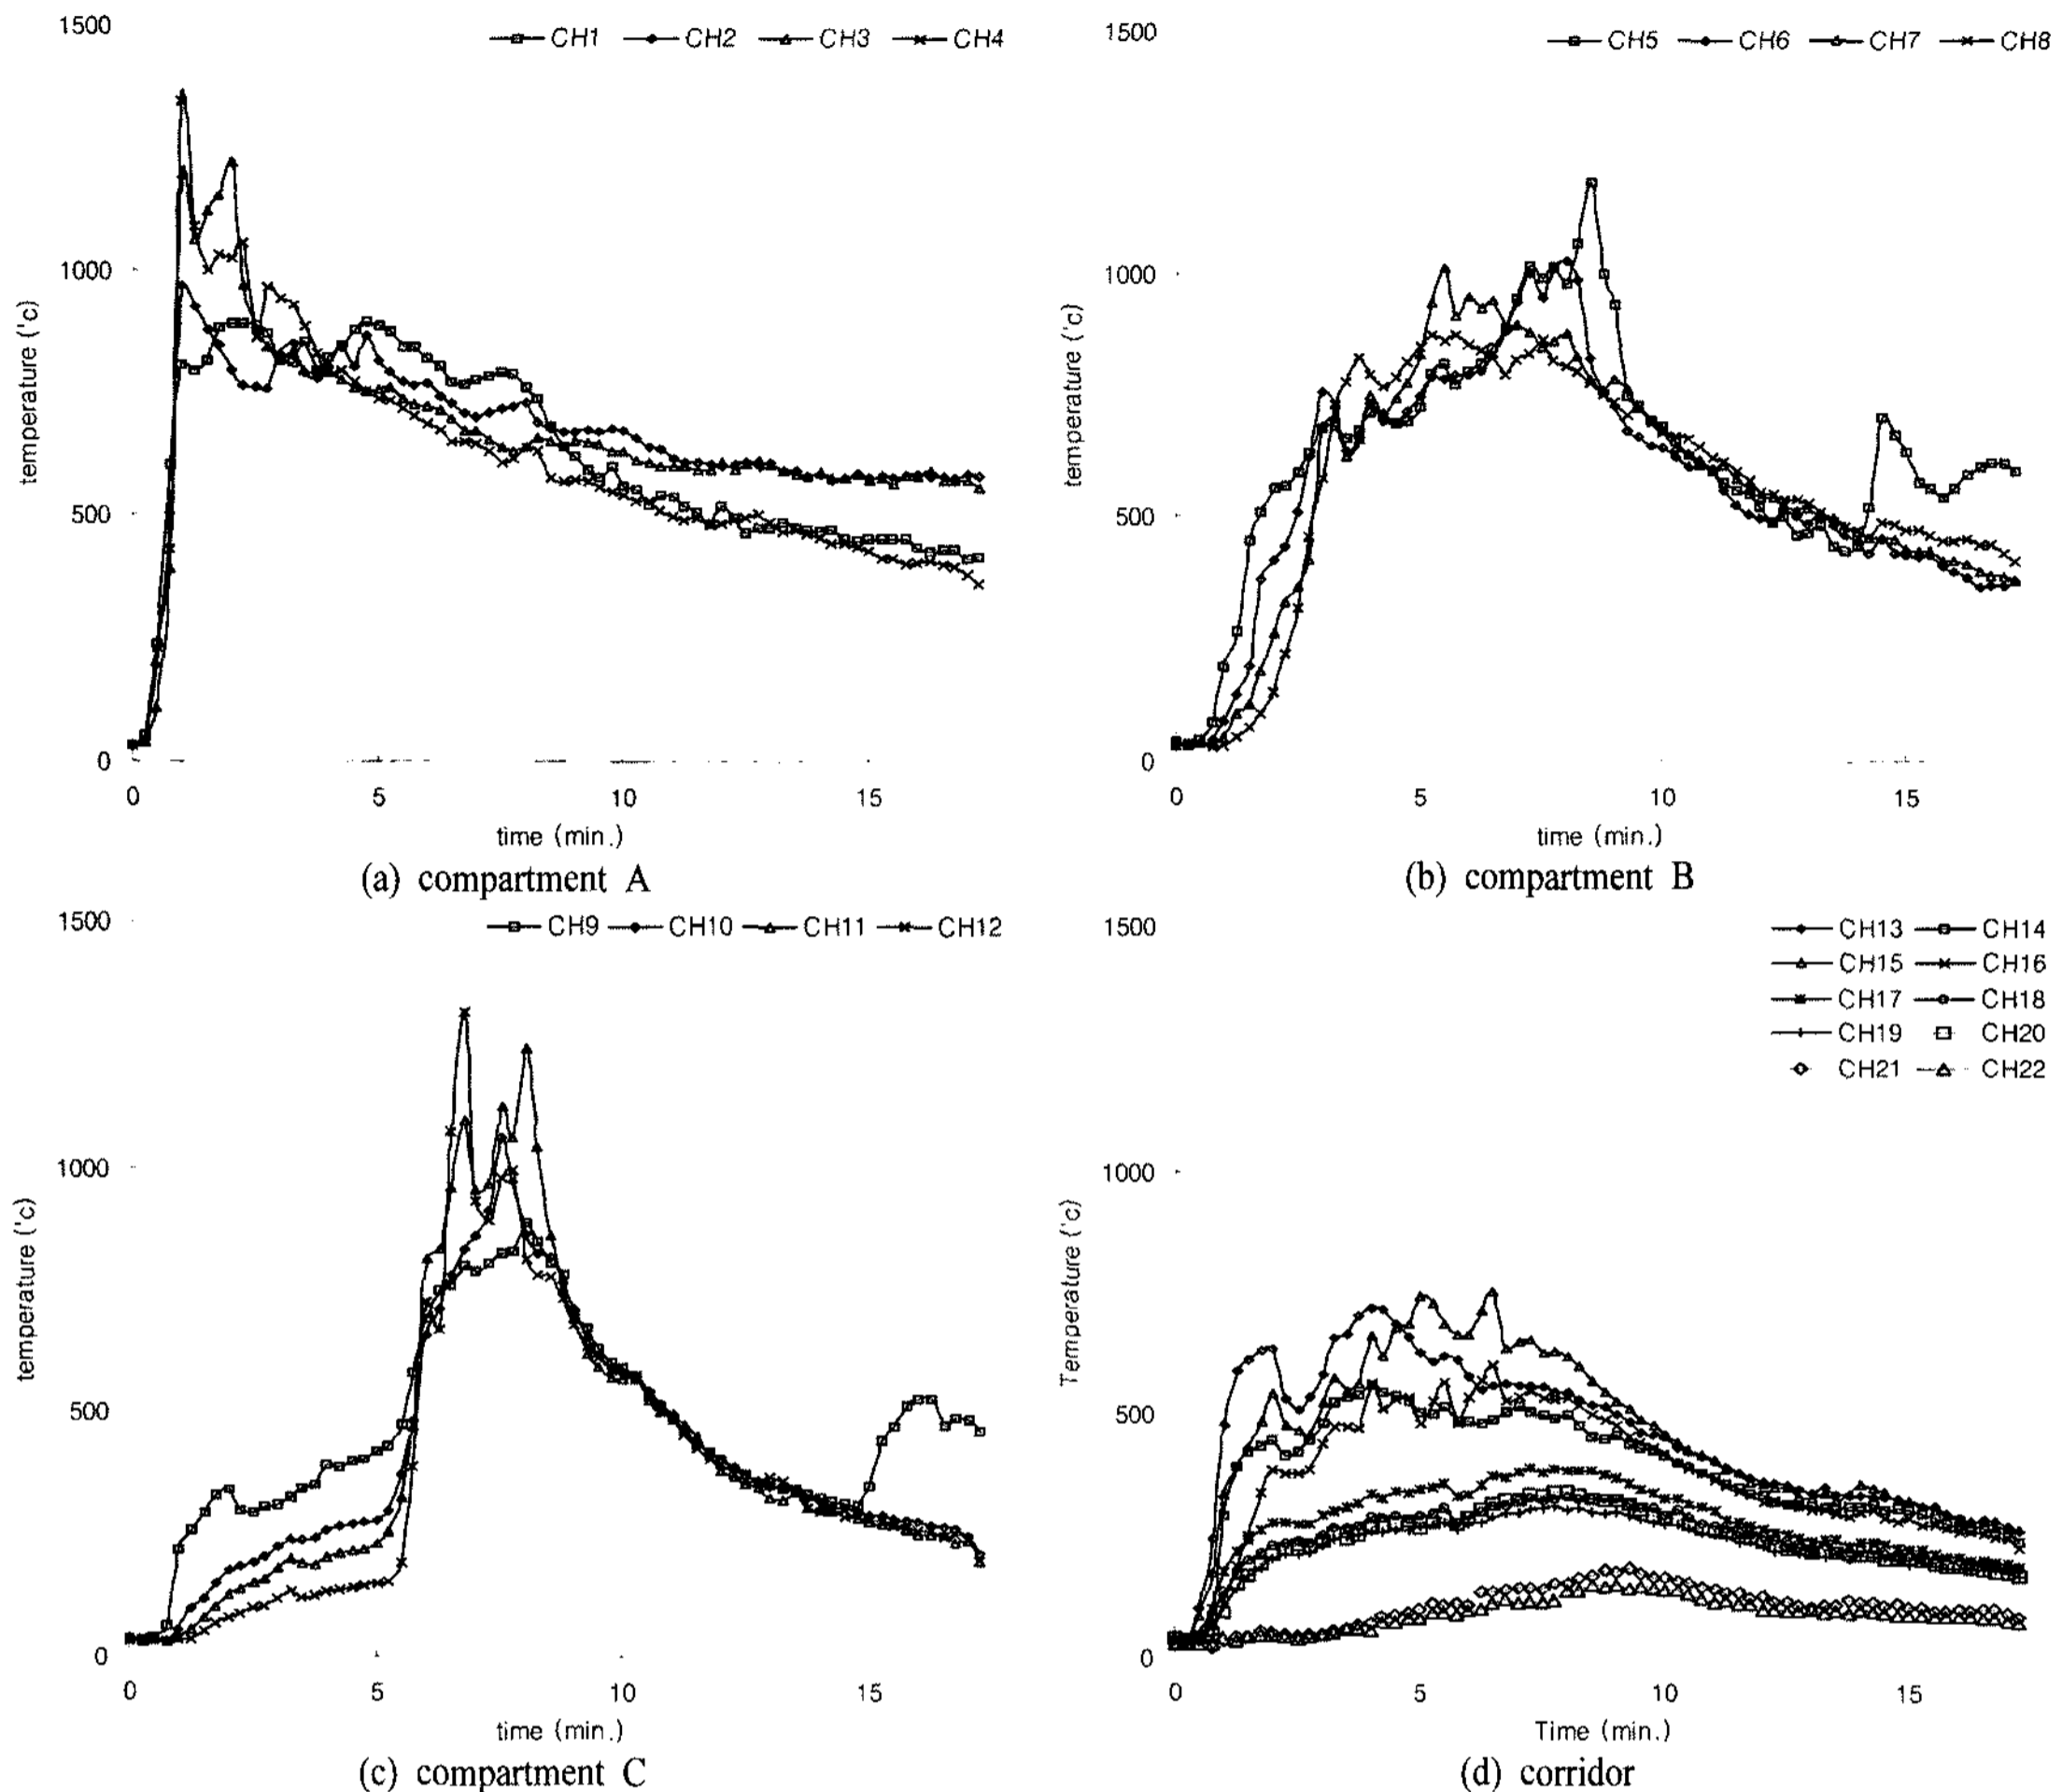 1500
CH1 CH2 CH3 CH4
1000
500
0
temperature ('c)
0 5 10 15
time (min.)
(a) compartment A
1500
CH5 CH6 CH7 CH8
1000
500
0
temperature ('c)
0 5 10 15
time (min.)
(b) compartment B
1500
CH9 CH10 CH11 CH12
1000
500
0
temperature ('c)
0 5 10 15
time (min.)
(c) compartment C
1500
CH13 CH14
CH15 CH16
CH17 CH18
CH19 CH20
CH21 CH22
1000
500
0
Temperature ('c)
0 5 10 15
Time (min.)
(d) corridor